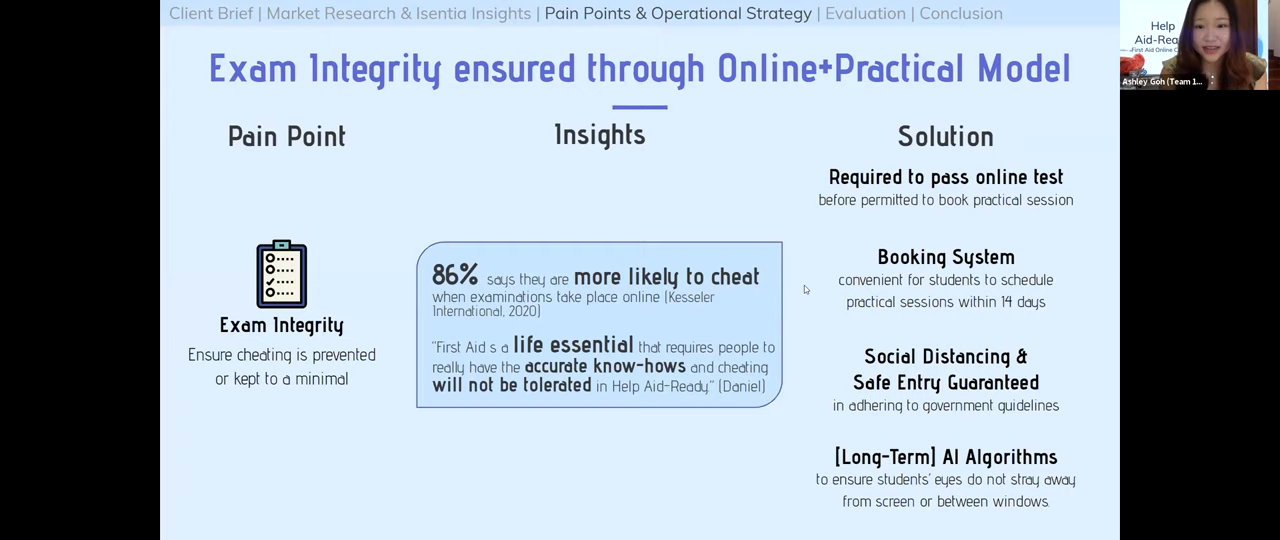 Client Brief | Market Research & Isentia Insights | Pain Points & Operational Strategy | Evaluation | Conclusion
Exam Integrity ensured through Online+Practical Model
Pain Point
Exam Integrity
Ensure cheating is prevented
or kept to a minimal
Insights
86% says they are more likely to cheat
when examinations take place online (Kesseler
International, 2020)
"First Aid s a life essential that requires people to
really have the accurate know-hows and cheating
will not be tolerated in Help Aid-Ready." (Daniel)
Solution
Required to pass online test
before permitted to book practical session
Booking System
convenient for students to schedule
practical sessions within 14 days
Social Distancing &
Safe Entry Guaranteed
in adhering to government guidelines
[Long-Term] AI Algorithms
to ensure students' eyes do not stray away
from screen or between windows.
Help
Aid-Rea
First Aid Online C
Ashley Goh (Team 1...